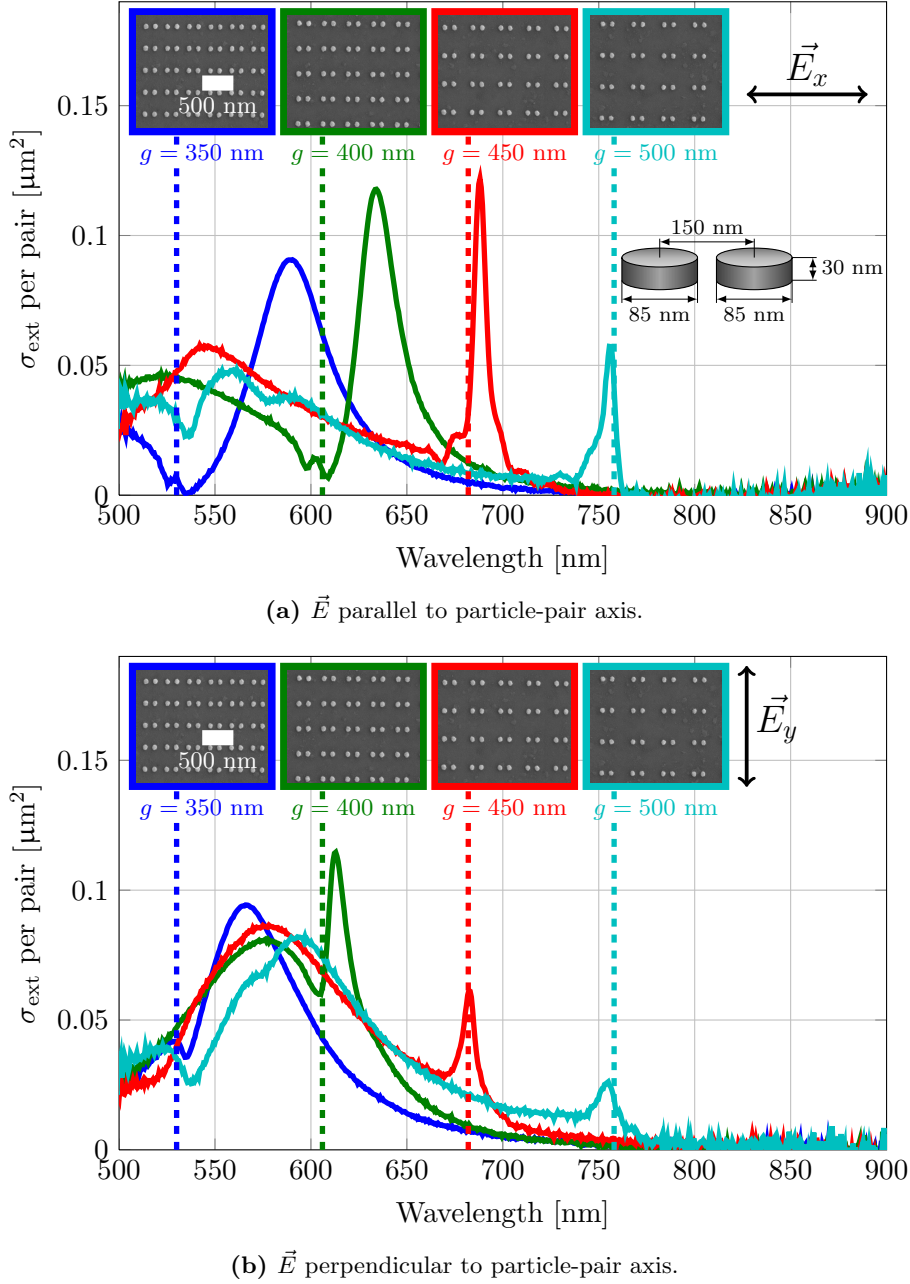 0.15
0.1
0.05
0
σext per pair [µm²]
500 nm
g = 350 nm
g = 400 nm
g = 450 nm
g = 500 nm
E⃗x
150 nm
30 nm
85 nm
85 nm
500 550 600 650 700 750 800 850 900
Wavelength [nm]
(a) E⃗ parallel to particle-pair axis.
0.15
0.1
0.05
0
σext per pair [µm²]
500 nm
g = 350 nm
g = 400 nm
g = 450 nm
g = 500 nm
E⃗y
500 550 600 650 700 750 800 850 900
Wavelength [nm]
(b) E⃗ perpendicular to particle-pair axis.